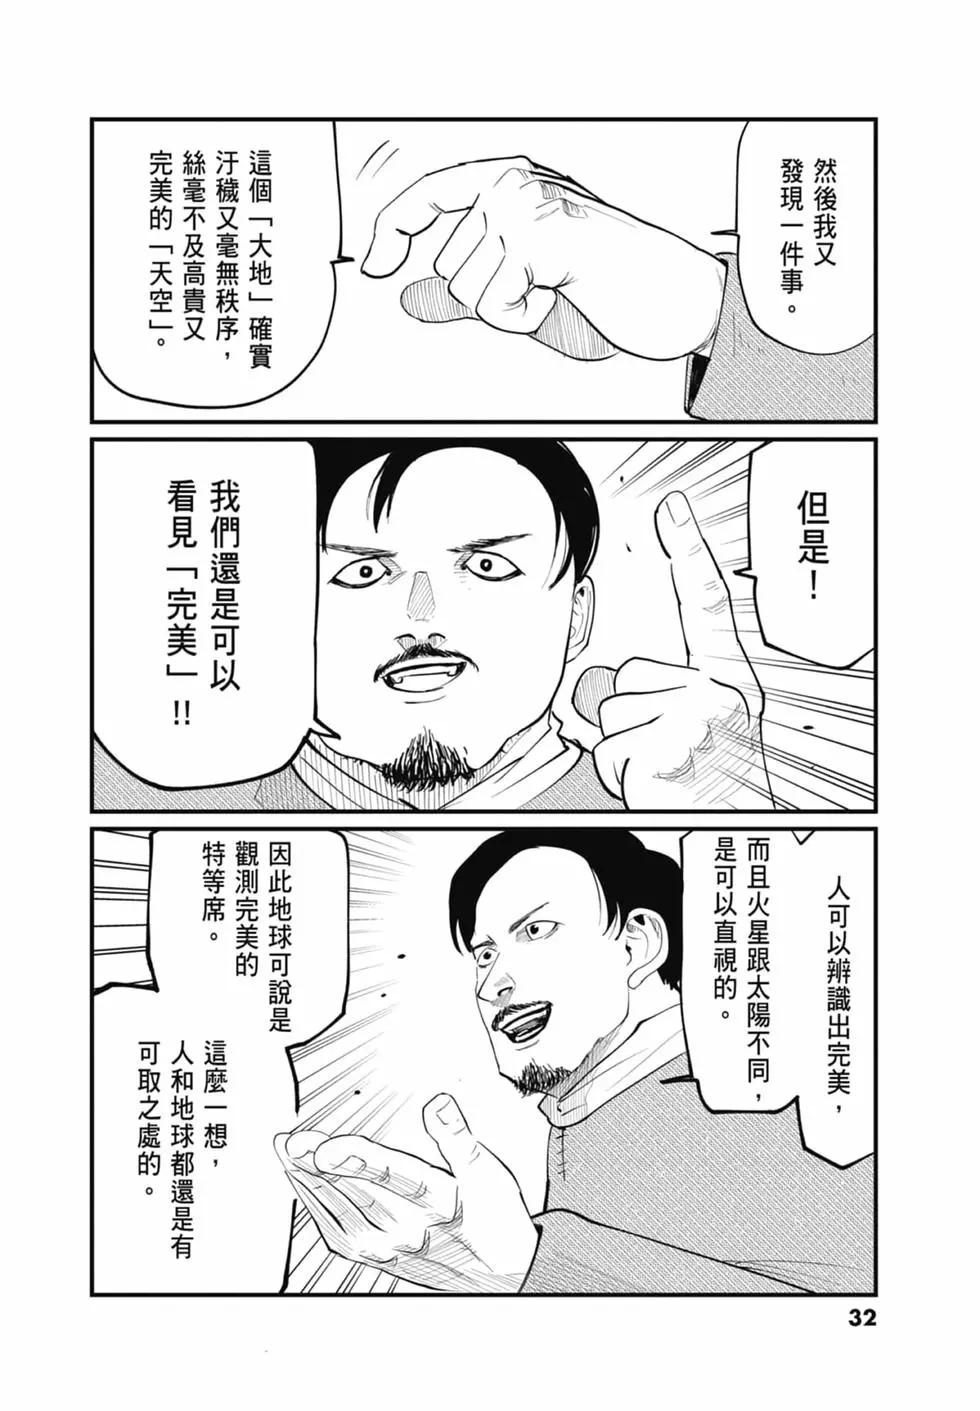 然後我又
發現一件事。
這個「大地」確實
汙穢又毫無秩序，
絲毫不及高貴又
完美的「天空」。
但是！
我們還是可以
看見「完美」!!
人可以辨識出完美，
而且火星跟太陽不同，
是可以直視的。
因此地球可說是
觀測完美的
特等席。
這麼一想，
人和地球都還是有
可取之處的。
32